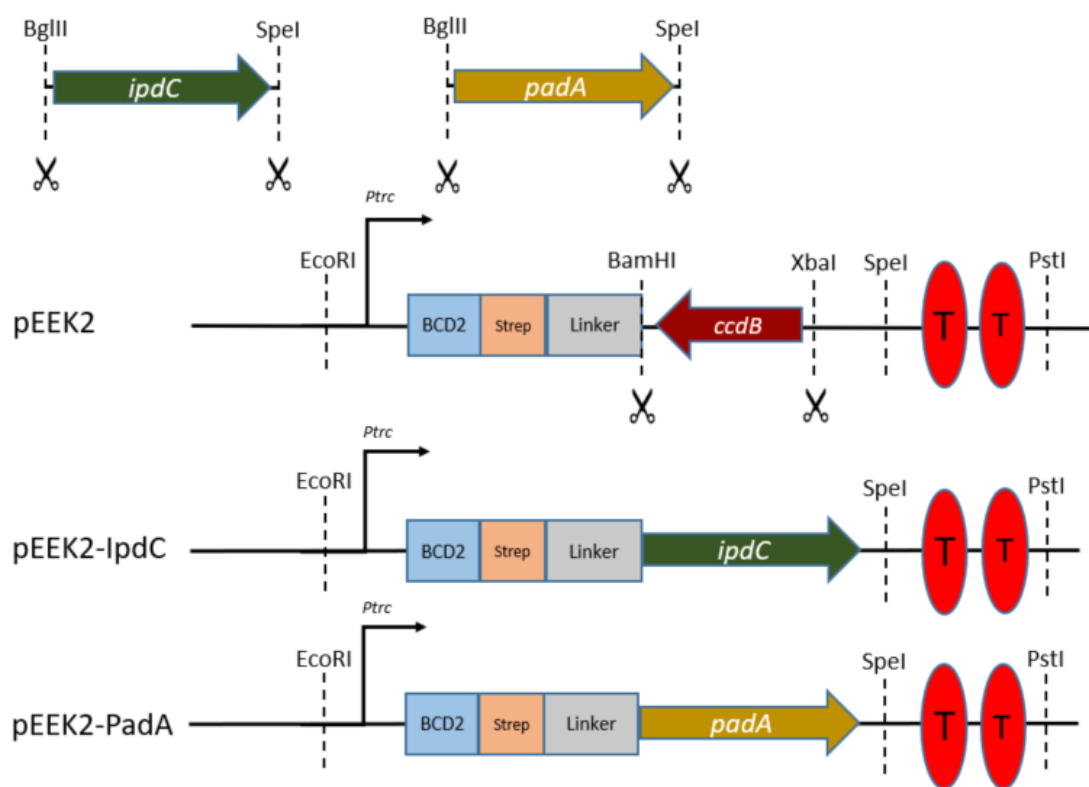 BglII SpeI BglII SpeI
ipdC padA
Ptrc
EcoRI BamHI XbaI SpeI PstI
pEEK2 BCD2 Strep Linker ccdB T T
Ptrc
EcoRI SpeI PstI
pEEK2-IpdC BCD2 Strep Linker ipdC T T
Ptrc
EcoRI SpeI PstI
pEEK2-PadA BCD2 Strep Linker padA T T